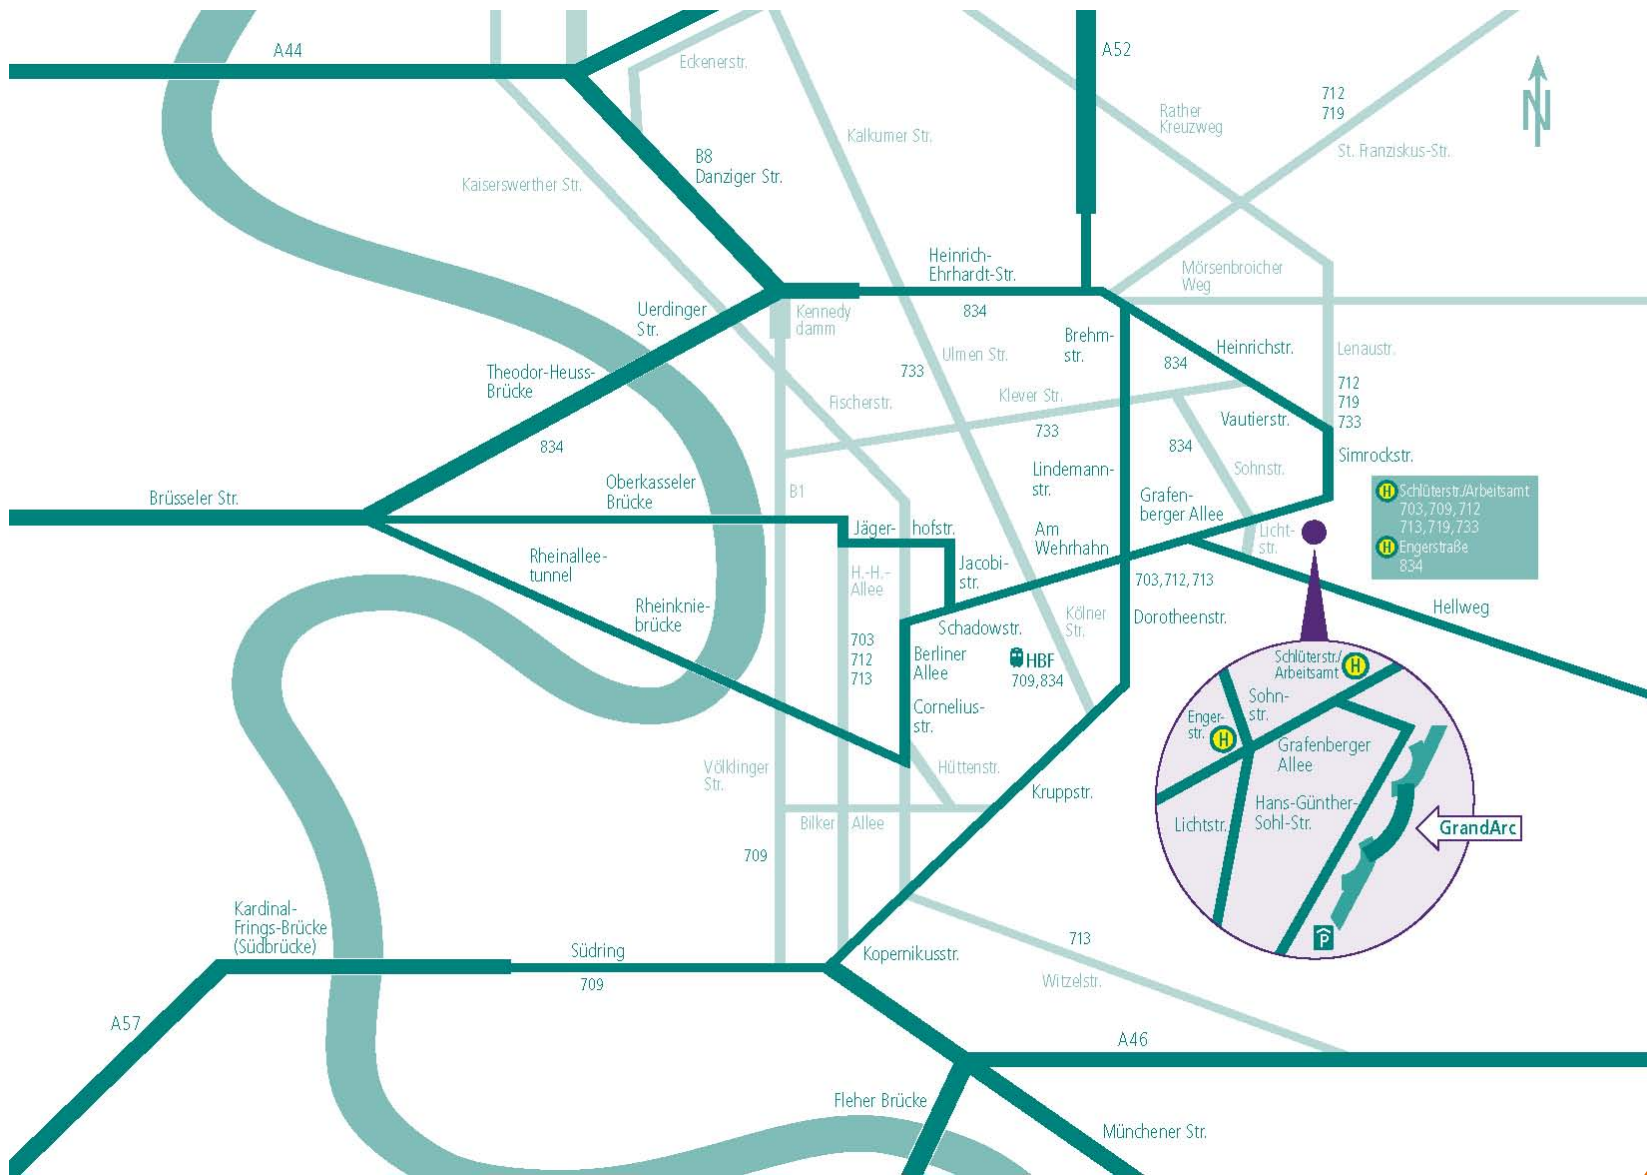 A44
A52
Eckenerstr.
712
719
Rather
Kreuzweg
Kalkumer Str.
St. Franziskus-Str.
N
B8
Danziger Str.
Kaiserswerther Str.
Heinrich-
Ehrhardt-Str.
Mörsenbroicher
Weg
Uerdinger
Str.
Kennedy
damm
834
Brehm-
str.
Heinrichstr.
Lenaustr.
Ulmen Str.
834
733
Theodor-Heuss-
Brücke
Fischerstr.
Klever Str.
712
719
733
Vautierstr.
733
834
834
Simrockstr.
Lindemann-
str.
Sohnstr.
Oberkasseler
Brücke
B1
Brüsseler Str.
Grafen-
berger Allee
H Schlüterstr./Arbeitsamt
703, 709, 712
713, 719, 733
H Engerstraße
834
Jäger-
hofstr.
Am
Wehrhahn
Licht-
str.
Rheinallee-
tunnel
H.-H.-
Allee
Jacobi-
str.
703, 712, 713
Rheinknie-
brücke
Kölner
Str.
Dorotheenstr.
Hellweg
Schadowstr.
703
712
713
Berliner
Allee
HBF
709, 834
Schlüterstr./
Arbeitsamt
H
Sohn-
str.
Cornelius-
str.
Enger-
str.
H
Grafenberger
Allee
Völklinger
Str.
Hüttenstr.
Kruppstr.
Hans-Günther-
Sohl-Str.
Lichtstr.
GrandArc
Bilker
Allee
709
P
Kardinal-
Frings-Brücke
(Südbrücke)
Südring
709
Kopernikusstr.
713
Witzelstr.
A57
A46
Fleher Brücke
Münchener Str.